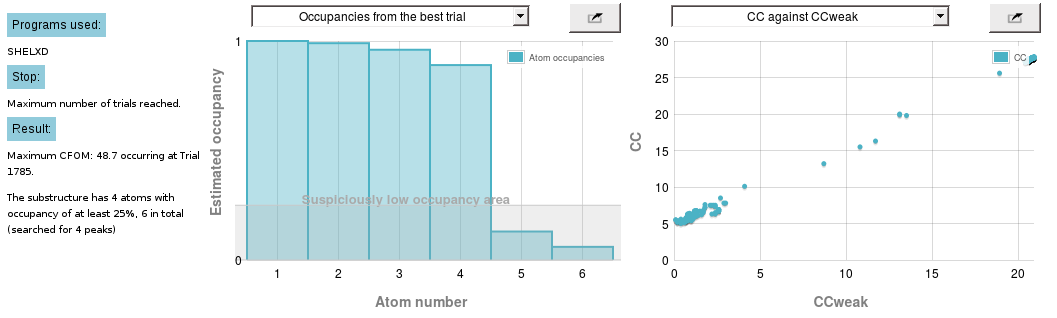 Programs used:
SHELXD
Stop:
Maximum number of trials reached.
Result:
Maximum CFOM: 48.7 occurring at Trial
1785.
The substructure has 4 atoms with
occupancy of at least 25%, 6 in total
(searched for 4 peaks)
Occupancies from the best trial
1
Atom occupancies
Estimated occupancy
Suspiciously low occupancy area
0
1 2 3 4 5 6
Atom number
CC against CCweak
30
CC
25
20
15
10
5
0
CC
0 5 10 15 20
CCweak